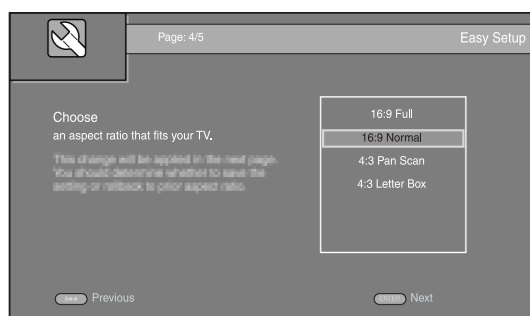 Page: 4/5
Easy Setup
Choose
an aspect ratio that fits your TV.
This change will be applied in the next page.
You should determine whether to save the
setting or rollback to prior aspect ratio.
16:9 Full
16:9 Normal
4:3 Pan Scan
4:3 Letter Box
Previous
ENTER Next